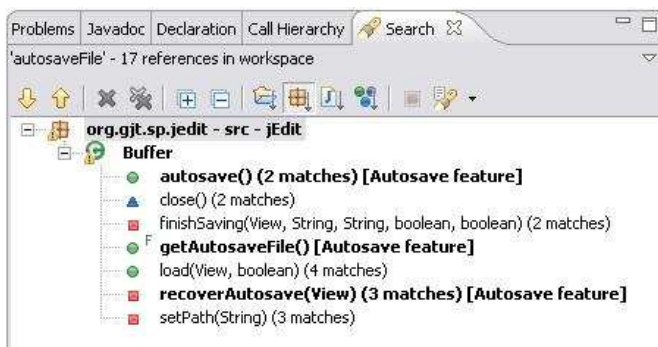 Problems Javadoc Declaration Call Hierarchy Search
'autosaveFile' - 17 references in workspace
org.gjt.sp.jedit - src - jEdit
Buffer
autosave() (2 matches) [Autosave feature]
close() (2 matches)
finishSaving(View, String, String, boolean, boolean) (2 matches)
F getAutosaveFile() [Autosave feature]
load(View, boolean) (4 matches)
recoverAutosave(View) (3 matches) [Autosave feature]
setPath(String) (3 matches)